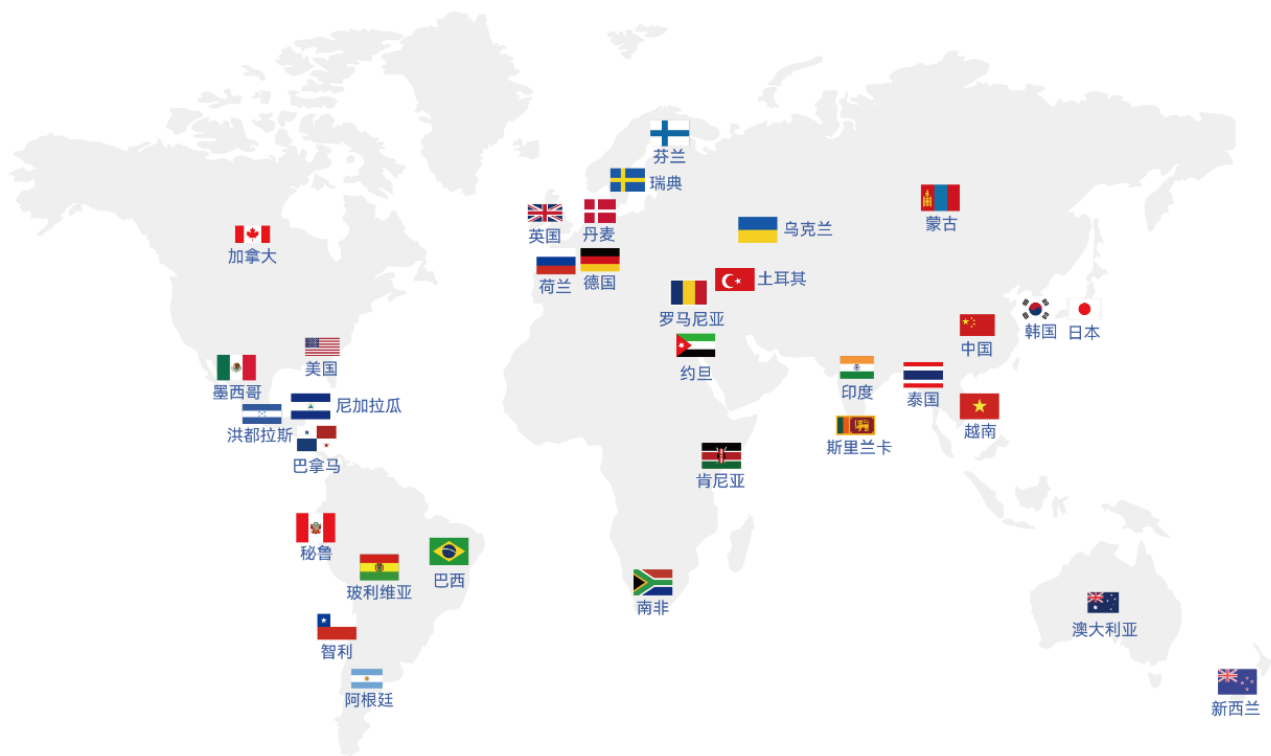 芬兰
瑞典
蒙古
英国
丹麦
乌克兰
加拿大
荷兰
德国
土耳其
罗马尼亚
韩国
日本
中国
美国
约旦
墨西哥
印度
泰国
尼加拉瓜
洪都拉斯
越南
斯里兰卡
巴拿马
肯尼亚
秘鲁
巴西
玻利维亚
南非
澳大利亚
智利
阿根廷
新西兰